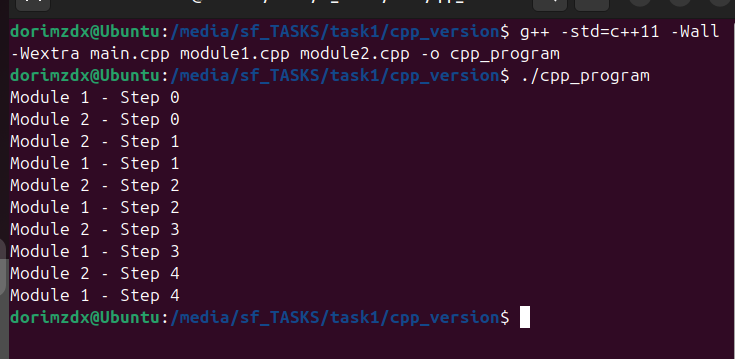 dorimzdx@Ubuntu:/media/sf_TASKS/task1/cpp_version$ g++ -std=c++11 -Wall
-Wextra main.cpp module1.cpp module2.cpp -o cpp_program
dorimzdx@Ubuntu:/media/sf_TASKS/task1/cpp_version$ ./cpp_program
Module 1 - Step 0
Module 2 - Step 0
Module 2 - Step 1
Module 1 - Step 1
Module 2 - Step 2
Module 1 - Step 2
Module 2 - Step 3
Module 1 - Step 3
Module 2 - Step 4
Module 1 - Step 4
dorimzdx@Ubuntu:/media/sf_TASKS/task1/cpp_version$